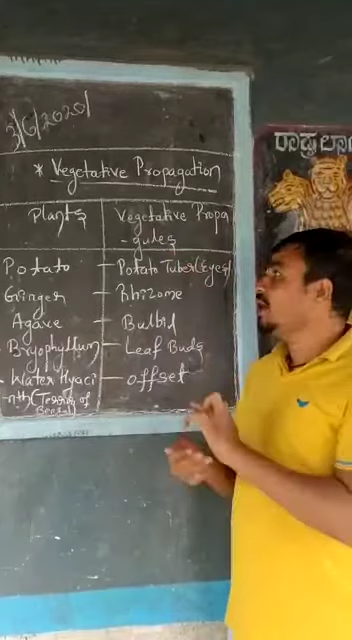 3/6/2020/
* Vegetative Propagation
Plants Vegetative Propa
-gules
Potato - Potato Tuber(Eyes)
Ginger - Rhizome
Agave - Bulbid
Bryophyllum - Leaf Buds
Water Hyaci - offset
-nth(Terror of
Bengal)